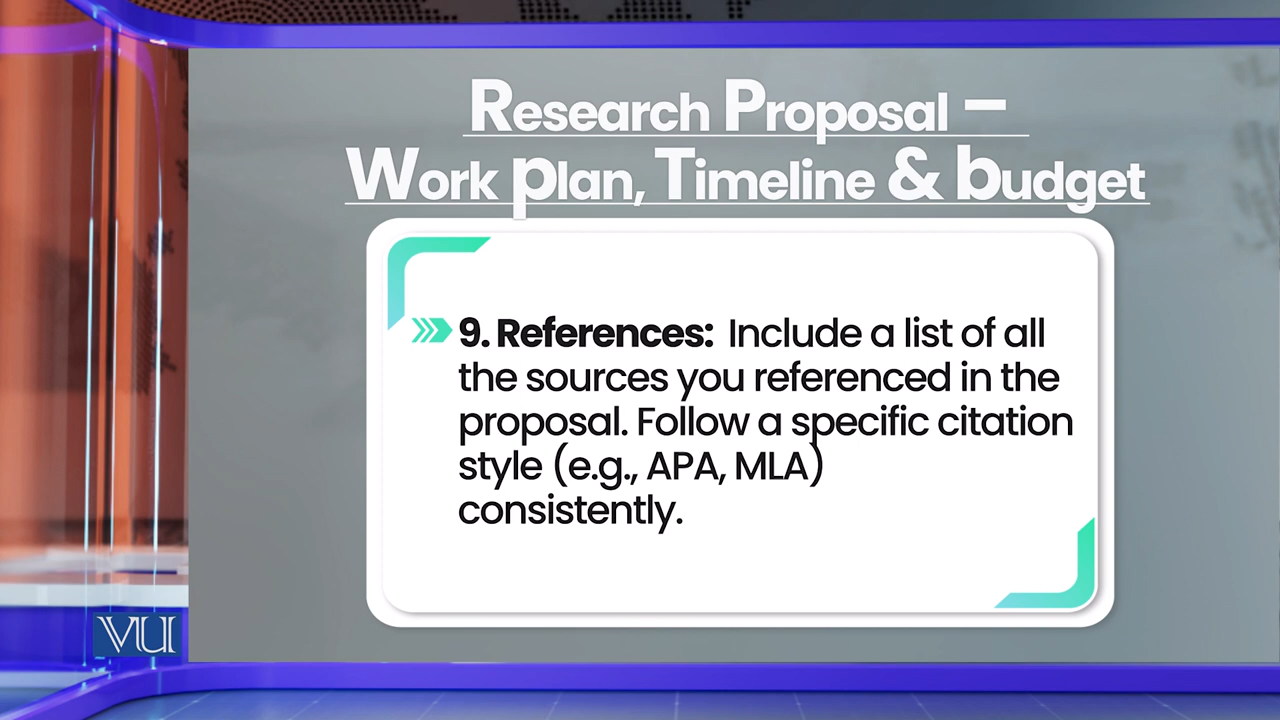 Research Proposal –
Work plan, Timeline & budget
9. References: Include a list of all
the sources you referenced in the
proposal. Follow a specific citation
style (e.g., APA, MLA)
consistently.
VU